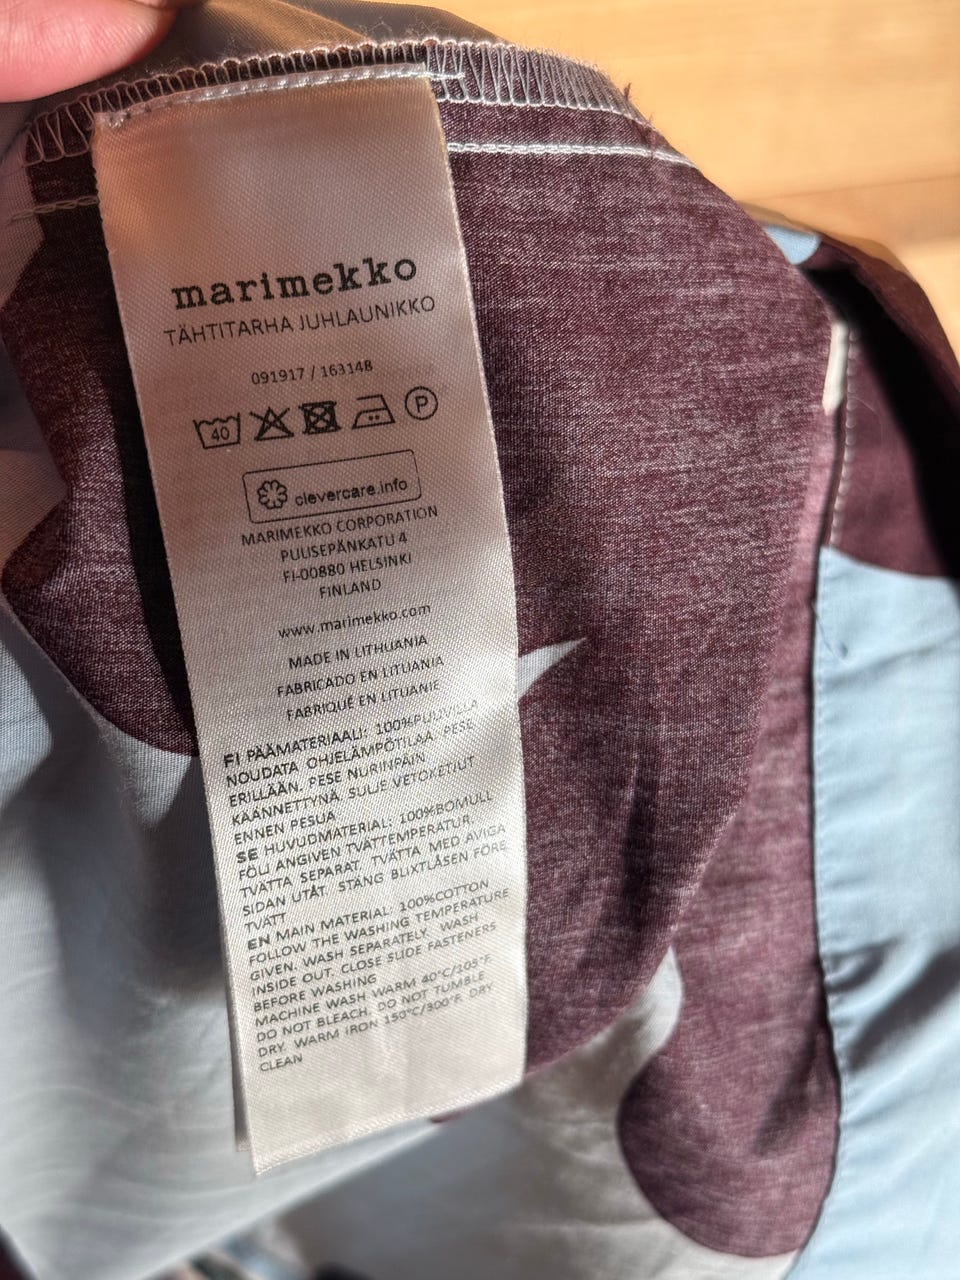 marimekko
TÄHTITARHA JUHLAUNIKKO
091917 / 163148
40
P
clevercare.info
MARIMEKKO CORPORATION
PUUSEPÄNKATU 4
FI-00880 HELSINKI
FINLAND
www.marimekko.com
MADE IN LITHUANIA
FABRICADO EN LITUANIA
FABRIQUÉ EN LITUANIE
FI PÄÄMATERIAALI: 100%PUUVILLA
NOUDATA OHJELÄMPÖTILAA. PESE
ERILLÄÄN. PESE NURINPÄIN
KÄÄNNETTYNÄ. SULJE VETOKETJUT
ENNEN PESUA
SE HUVUDMATERIAL: 100%BOMULL
FÖLJ ANGIVEN TVÄTTEMPERATUR.
TVÄTTA SEPARAT. TVÄTTA MED AVIGA
SIDAN UTÅT. STÄNG BLIXTLÅSEN FÖRE
TVÄTT
EN MAIN MATERIAL: 100%COTTON
FOLLOW THE WASHING TEMPERATURE
GIVEN. WASH SEPARATELY. WASH
INSIDE OUT. CLOSE SLIDE FASTENERS
BEFORE WASHING
MACHINE WASH WARM 40°C/105°F.
DO NOT BLEACH. DO NOT TUMBLE
DRY. WARM IRON 150°C/300°F. DRY
CLEAN